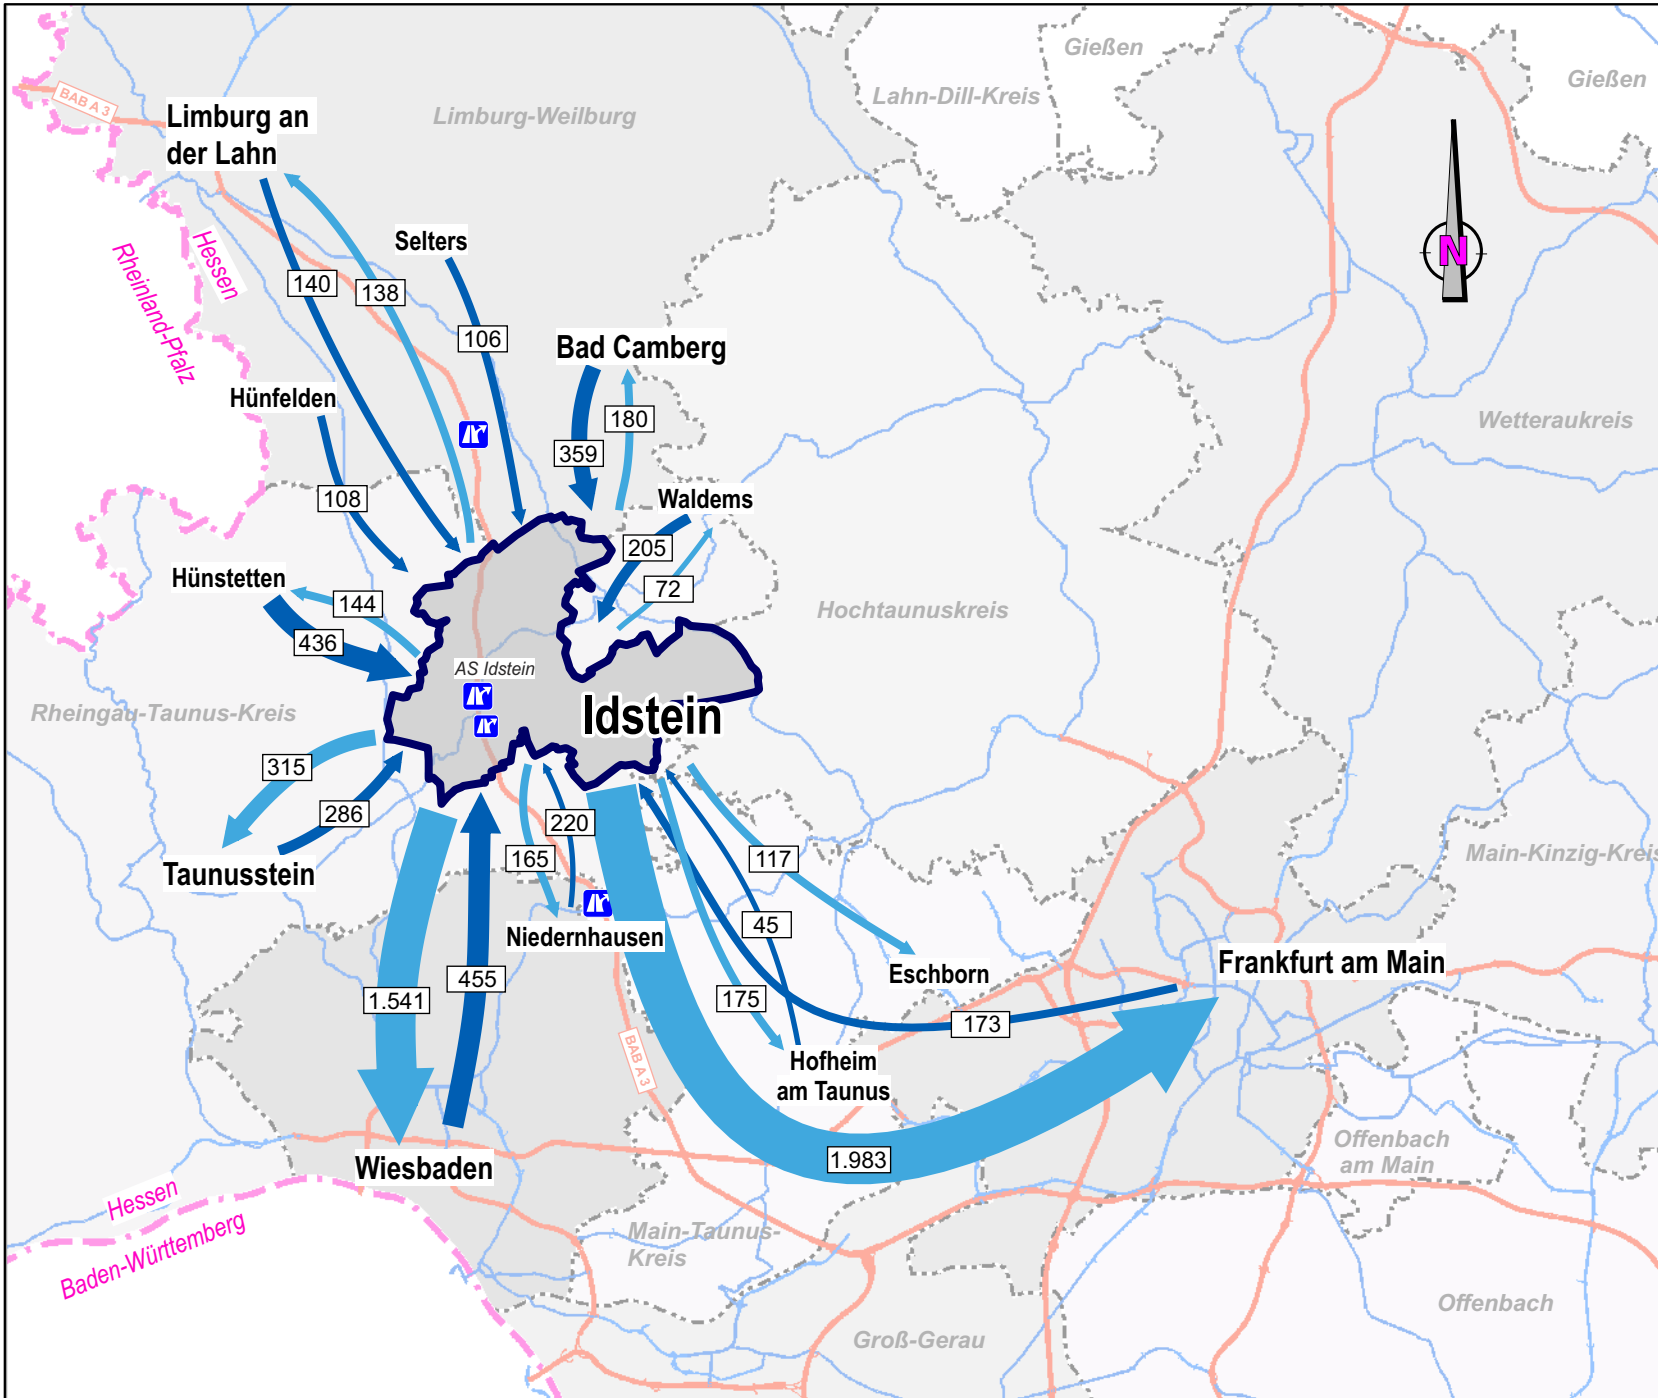 Gießen
Gießen
Lahn-Dill-Kreis
BAB A 3
Limburg an
der Lahn
Limburg-Weilburg
Hessen
Rheinland-Pfalz
Selters
N
140
138
106
Bad Camberg
Hünfelden
180
359
Wetteraukreis
108
Waldems
205
72
Hünstetten
144
436
Hochtaunuskreis
AS Idstein
Idstein
Rheingau-Taunus-Kreis
315
286
220
165
117
Taunusstein
Main-Kinzig-Kreis
45
Niedernhausen
Eschborn
Frankfurt am Main
455
1.541
175
173
BAB A 3
Hofheim
am Taunus
1.983
Wiesbaden
Offenbach
am Main
Hessen
Baden-Württemberg
Main-Taunus-
Kreis
Offenbach
Groß-Gerau